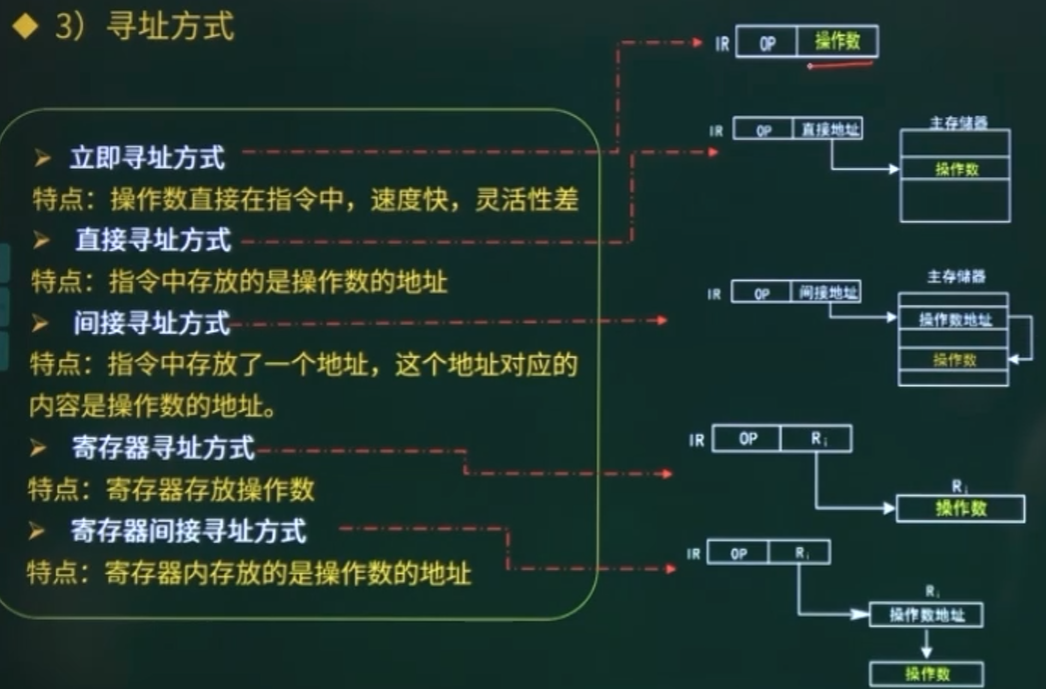 3）寻址方式
立即寻址方式
特点：操作数直接在指令中，速度快，灵活性差
直接寻址方式
特点：指令中存放的是操作数的地址
间接寻址方式
特点：指令中存放了一个地址，这个地址对应的
内容是操作数的地址。
寄存器寻址方式
特点：寄存器存放操作数
寄存器间接寻址方式
特点：寄存器内存放的是操作数的地址
IR OP 操作数
IR OP 直接地址
主存储器
操作数
IR OP 间接地址
主存储器
操作数地址
操作数
IR OP Ri
Ri
操作数
IR OP Ri
Ri
操作数地址
操作数